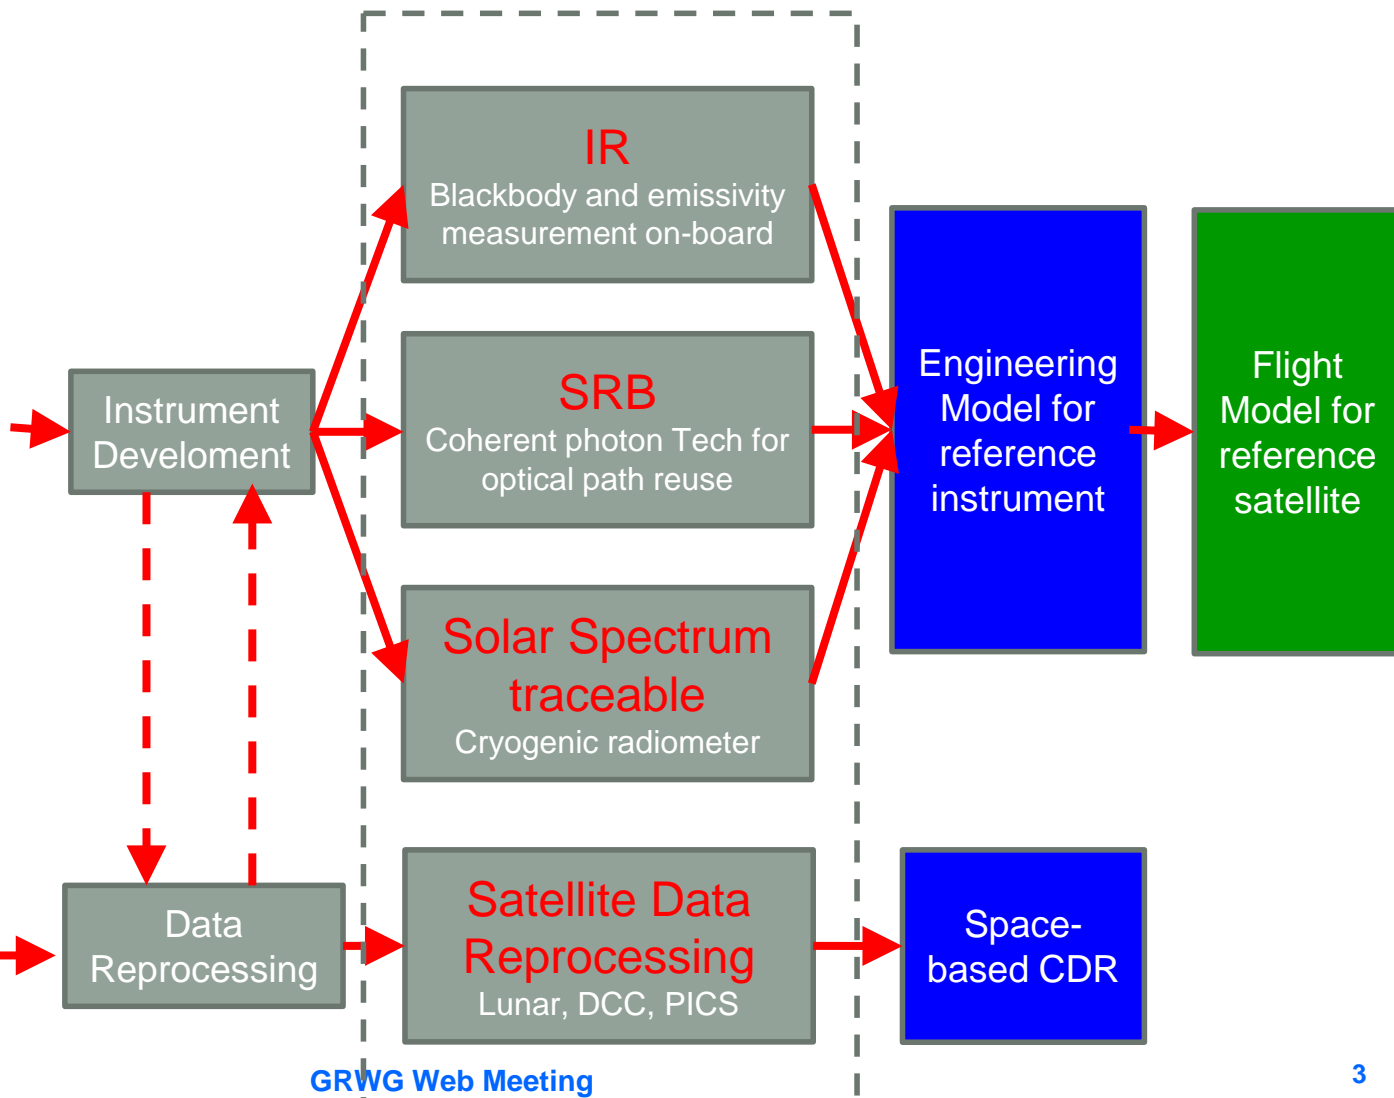 IR
Blackbody and emissivity
measurement on-board
SRB
Coherent photon Tech for
optical path reuse
Instrument
Develoment
Solar Spectrum
traceable
Cryogenic radiometer
Engineering
Model for
reference
instrument
Flight
Model for
reference
satellite
Data
Reprocessing
Satellite Data
Reprocessing
Lunar, DCC, PICS
Space-
based CDR
GRWG Web Meeting
3